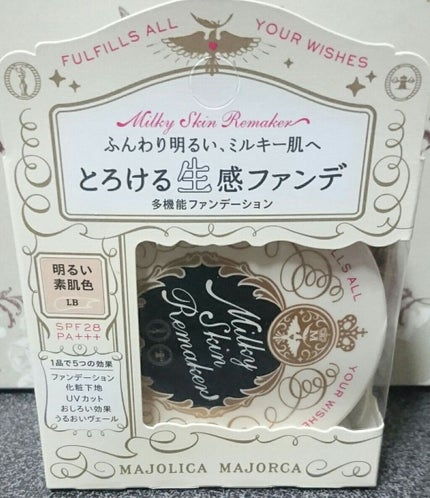 FULFILLS ALL YOUR WISHES
Milky Skin Remaker
ふんわり明るい、ミルキー肌へ
とろける生感ファンデ
多機能ファンデーション
明るい
素肌色
LB
SPF28
PA+++
1品で5つの効果
ファンデーション
化粧下地
UVカット
おしろい効果
うるおいヴェール
Milky
Skin
Remaker
LLS ALL
YOUR WISHE
MAJOLICA MAJORCA